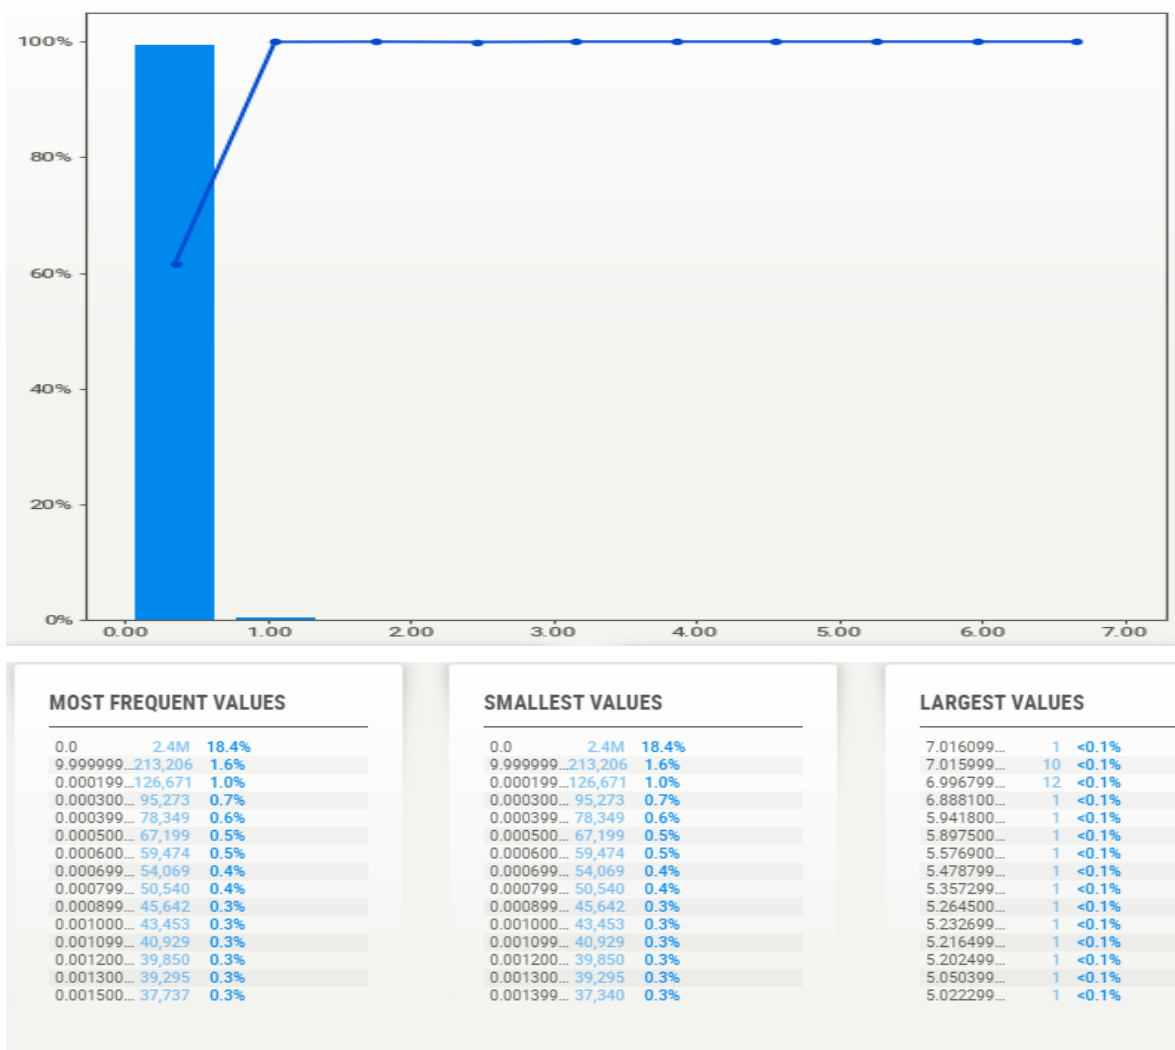 100%
80%
60%
40%
20%
0%
0.00 1.00 2.00 3.00 4.00 5.00 6.00 7.00
MOST FREQUENT VALUES
0.0 2.4M 18.4%
9.999999... 213,206 1.6%
0.000199... 126,671 1.0%
0.000300... 95,273 0.7%
0.000399... 78,349 0.6%
0.000500... 67,199 0.5%
0.000600... 59,474 0.5%
0.000699... 54,069 0.4%
0.000799... 50,540 0.4%
0.000899... 45,642 0.3%
0.001000... 43,453 0.3%
0.001099... 40,929 0.3%
0.001200... 39,850 0.3%
0.001300... 39,295 0.3%
0.001500... 37,737 0.3%
SMALLEST VALUES
0.0 2.4M 18.4%
9.999999... 213,206 1.6%
0.000199... 126,671 1.0%
0.000300... 95,273 0.7%
0.000399... 78,349 0.6%
0.000500... 67,199 0.5%
0.000600... 59,474 0.5%
0.000699... 54,069 0.4%
0.000799... 50,540 0.4%
0.000899... 45,642 0.3%
0.001000... 43,453 0.3%
0.001099... 40,929 0.3%
0.001200... 39,850 0.3%
0.001300... 39,295 0.3%
0.001399... 37,340 0.3%
LARGEST VALUES
7.016099... 1 <0.1%
7.015999... 10 <0.1%
6.996799... 12 <0.1%
6.888100... 1 <0.1%
5.941800... 1 <0.1%
5.897500... 1 <0.1%
5.576900... 1 <0.1%
5.478799... 1 <0.1%
5.357299... 1 <0.1%
5.264500... 1 <0.1%
5.232699... 1 <0.1%
5.216499... 1 <0.1%
5.202499... 1 <0.1%
5.050399... 1 <0.1%
5.022299... 1 <0.1%